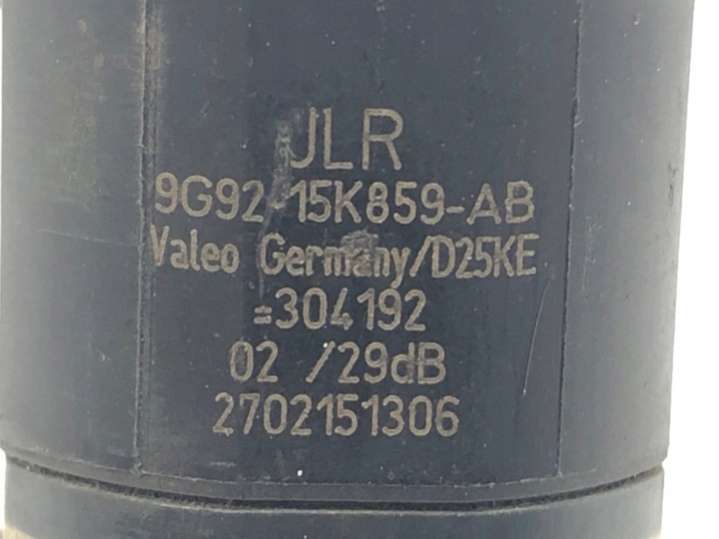 JLR
9G92-15K859-AB
Valeo Germany/D25KE
=304192
02 /29dB
2702151306